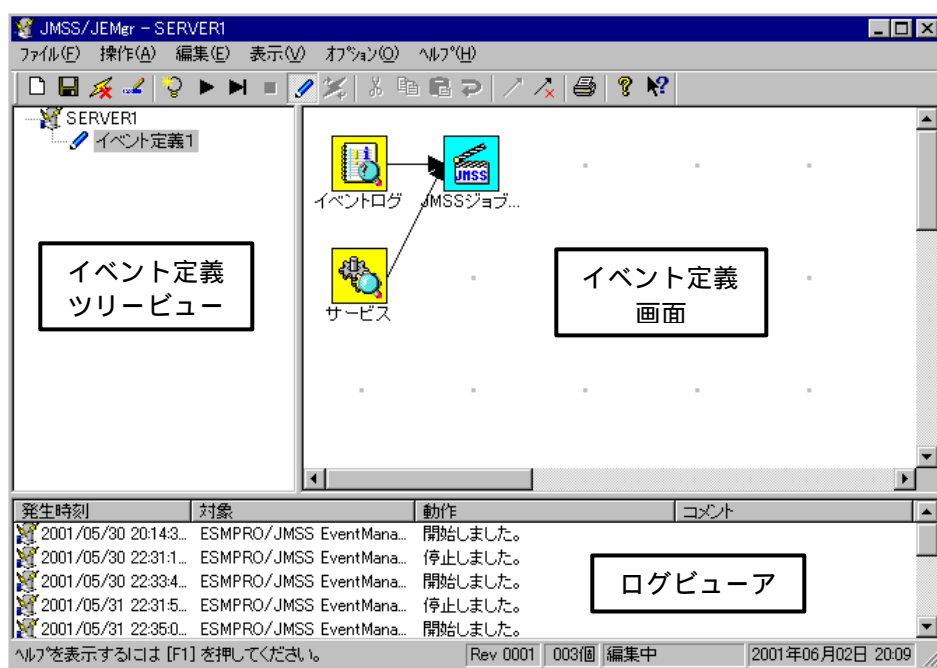 JMSS/JEMgr - SERVER1
ファイル(F) 操作(A) 編集(E) 表示(V) オプション(O) ヘルプ(H)
SERVER1
イベント定義1
イベント定義
ツリービュー
イベントログ
JMSS
JMSSジョブ...
サービス
イベント定義
画面
発生時刻 対象 動作 コメント
2001/05/30 20:14:3... ESMPRO/JMSS EventMana... 開始しました。
2001/05/30 22:31:1... ESMPRO/JMSS EventMana... 停止しました。
2001/05/30 22:33:4... ESMPRO/JMSS EventMana... 開始しました。
2001/05/31 22:31:5... ESMPRO/JMSS EventMana... 停止しました。
2001/05/31 22:35:0... ESMPRO/JMSS EventMana... 開始しました。
ログビューア
ヘルプを表示するには [F1] を押してください。 Rev 0001 003個 編集中 2001年06月02日 20:09